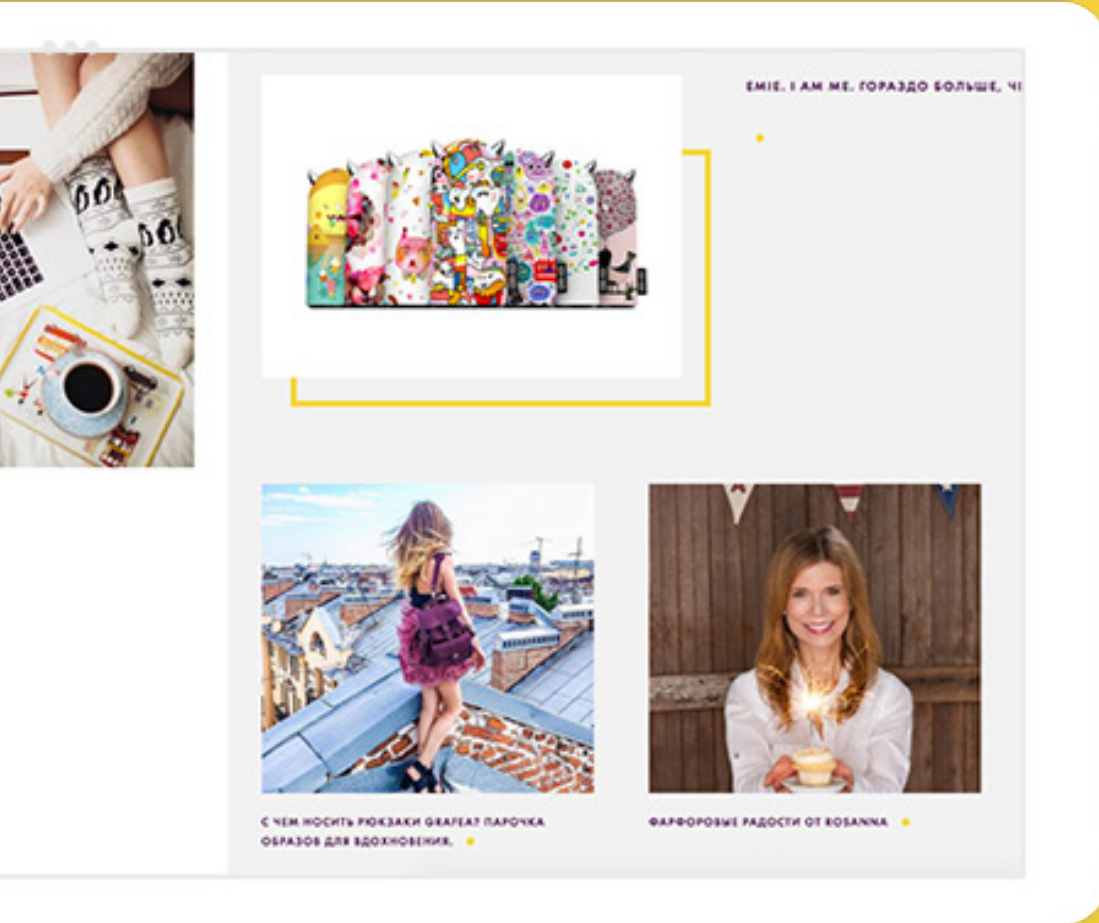 EMIE. I AM ME. ГОРАЗДО БОЛЬШЕ,
С ЧЕМ НОСИТЬ РЮКЗАКИ GRAFEA? ПАРОЧКА
ОБРАЗОВ ДЛЯ ВДОХНОВЕНИЯ.
ФАРФОРОВЫЕ РАДОСТИ ОТ ROSANNA